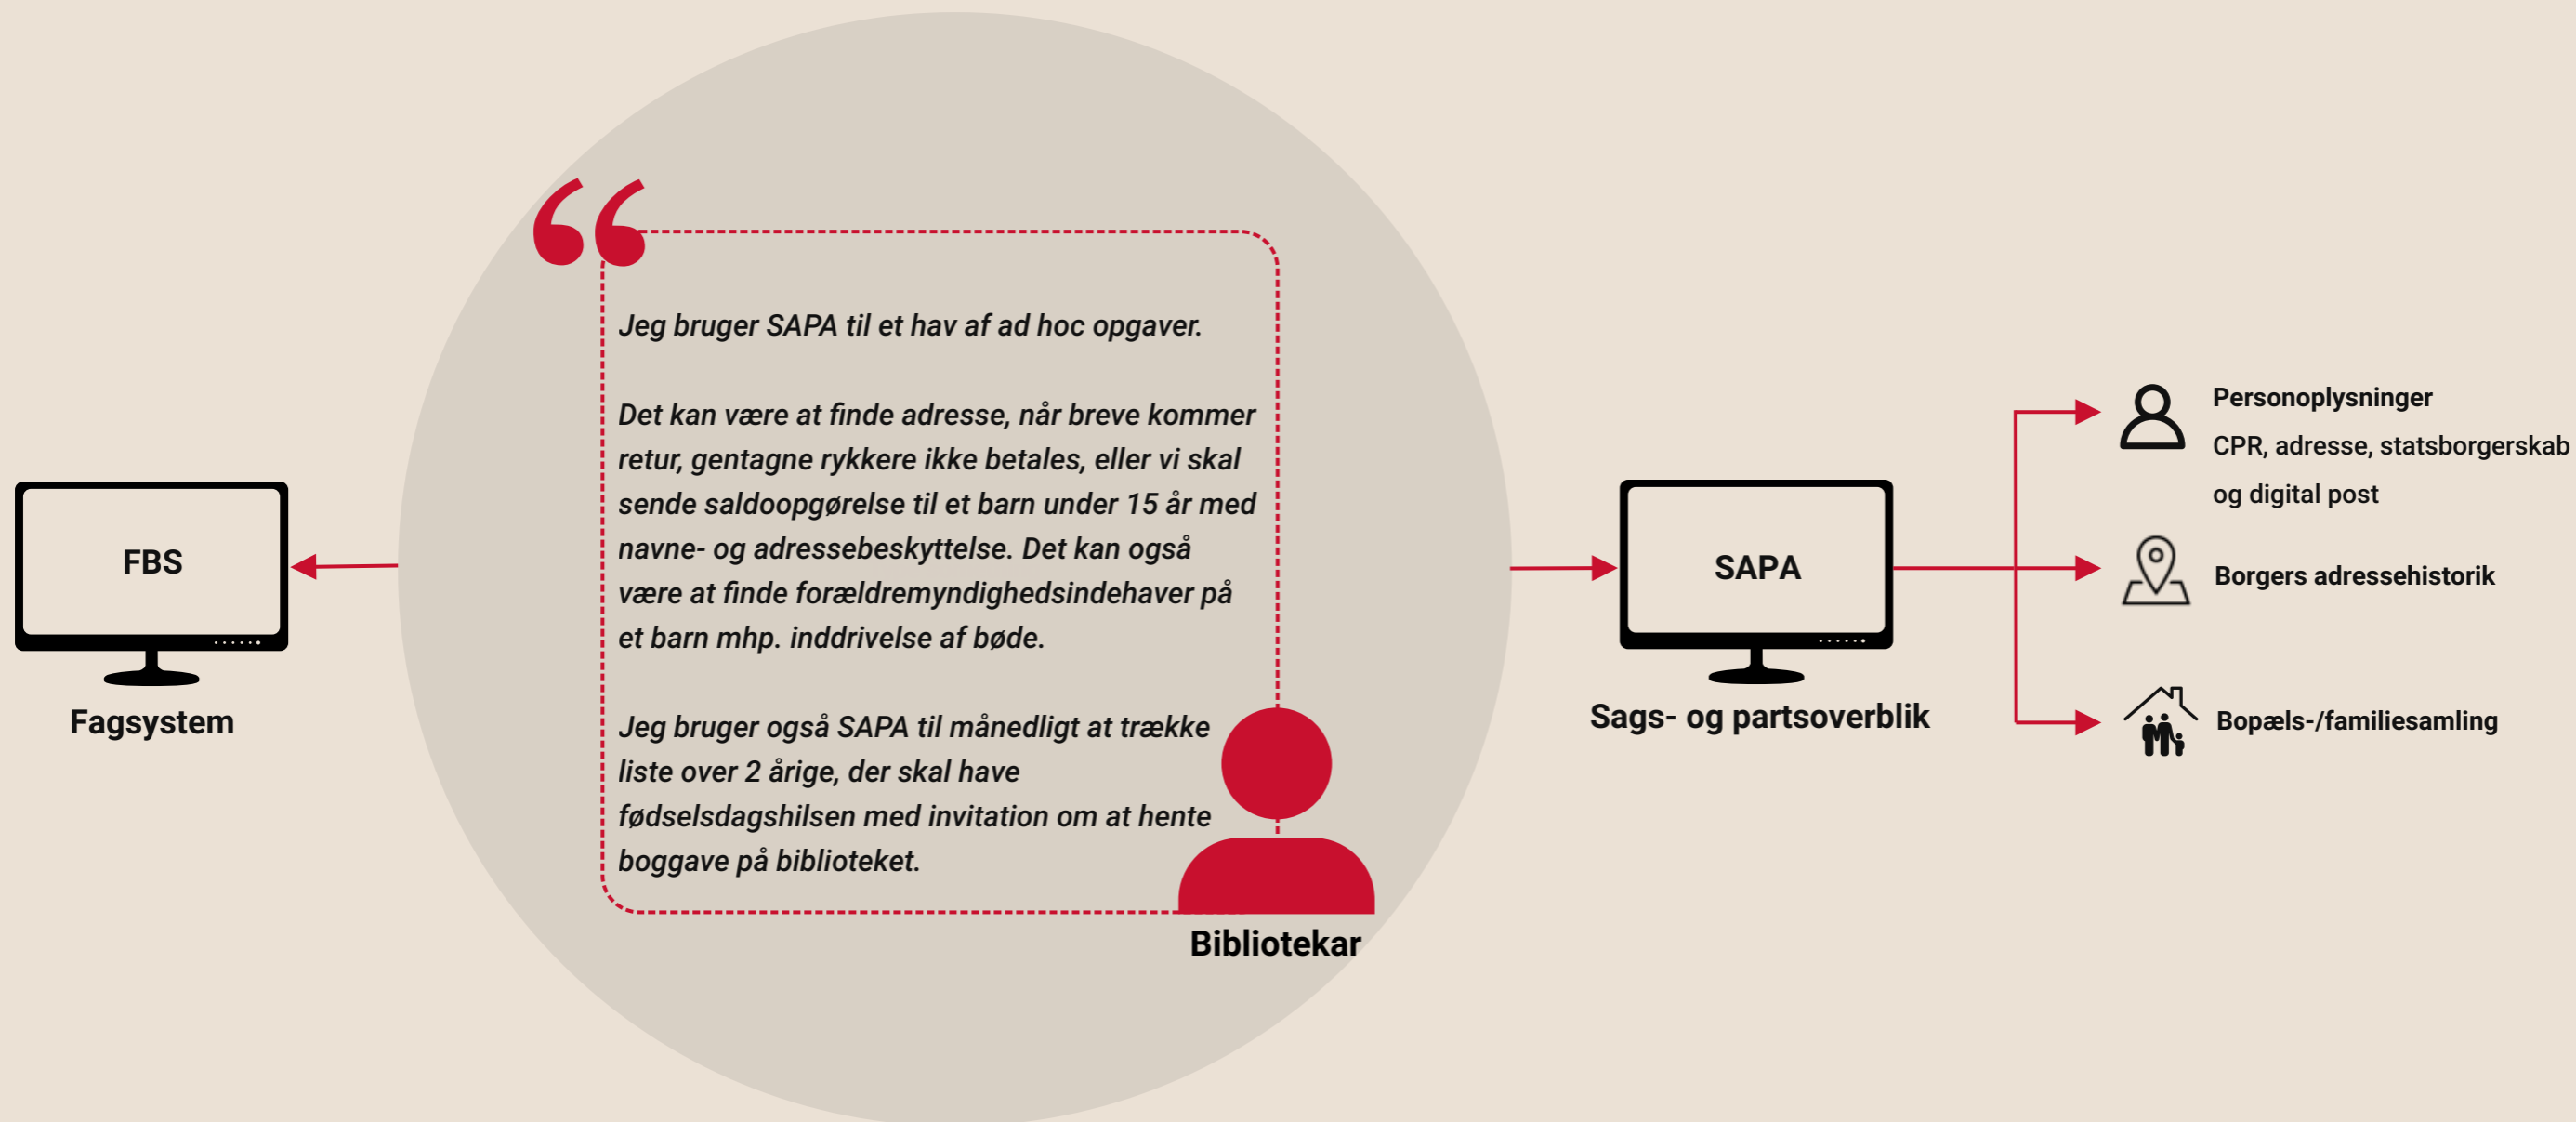 FBS
Fagsystem
Jeg bruger SAPA til et hav af ad hoc opgaver.
Det kan være at finde adresse, når breve kommer
retur, gentagne rykkere ikke betales, eller vi skal
sende saldoopgørelse til et barn under 15 år med
navne- og adressebeskyttelse. Det kan også
være at finde forældremyndighedsindehaver på
et barn mhp. inddrivelse af bøde.
Jeg bruger også SAPA til månedligt at trække
liste over 2 årige, der skal have
fødselsdagshilsen med invitation om at hente
boggave på biblioteket.
Bibliotekar
SAPA
Sags- og partsoverblik
Personoplysninger
CPR, adresse, statsborgerskab
og digital post
Borgers adressehistorik
Bopæls-/familiesamling